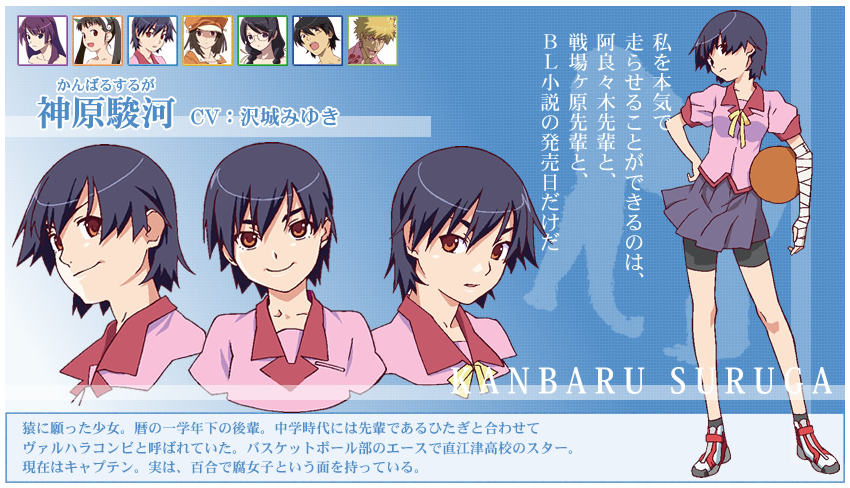 かんばるするが
神原駿河 CV：沢城みゆき
私を本気で
走らせることができるのは、
阿良々木先輩と、
戦場ヶ原先輩と、
ＢＬ小説の発売日だけだ
KANBARU SURUGA
猿に願った少女。暦の一学年下の後輩。中学時代には先輩であるひたぎと合わせて
ヴァルハラコンビと呼ばれていた。バスケットボール部のエースで直江津高校のスター。
現在はキャプテン。実は、百合で腐女子という面を持っている。